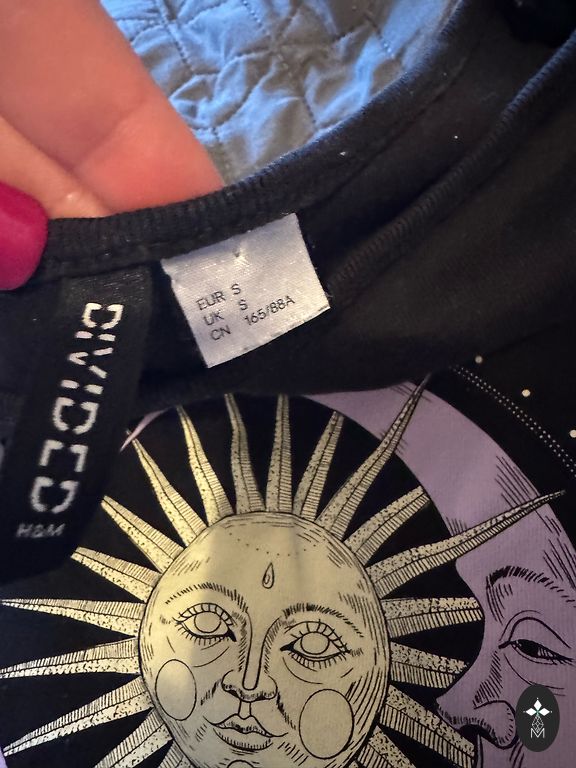 EUR S
UK S
CN 165/88A
DIVIDED
H&M
M